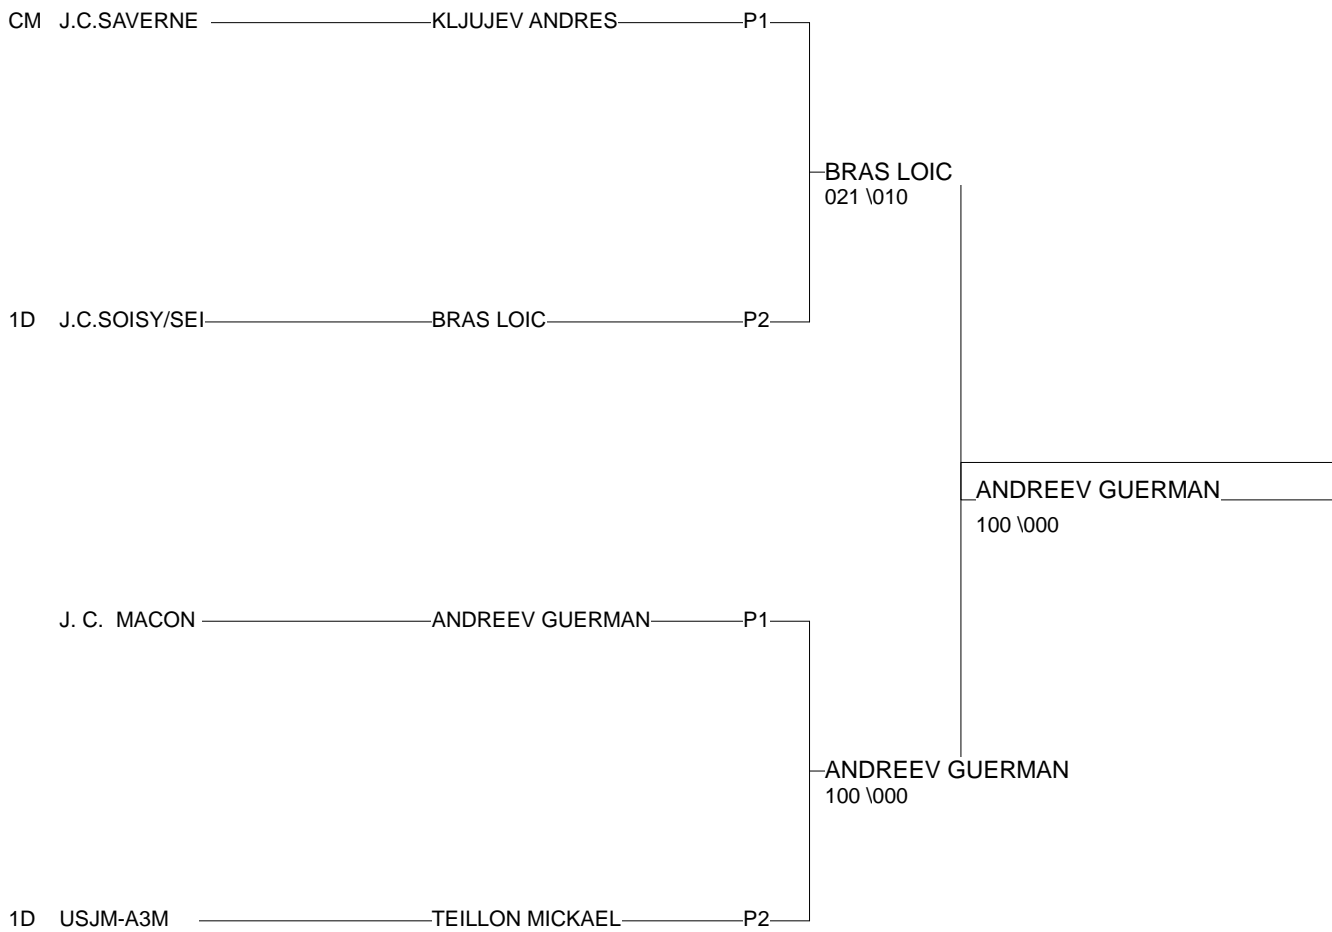 CM J.C.SAVERNE KLJUJEV ANDRES P1
BRAS LOIC
021 \010
1D J.C.SOISY/SEI BRAS LOIC P2
ANDREEV GUERMAN
100 \000
J. C. MACON ANDREEV GUERMAN P1
ANDREEV GUERMAN
100 \000
1D USJM-A3M TEILLON MICKAEL P2